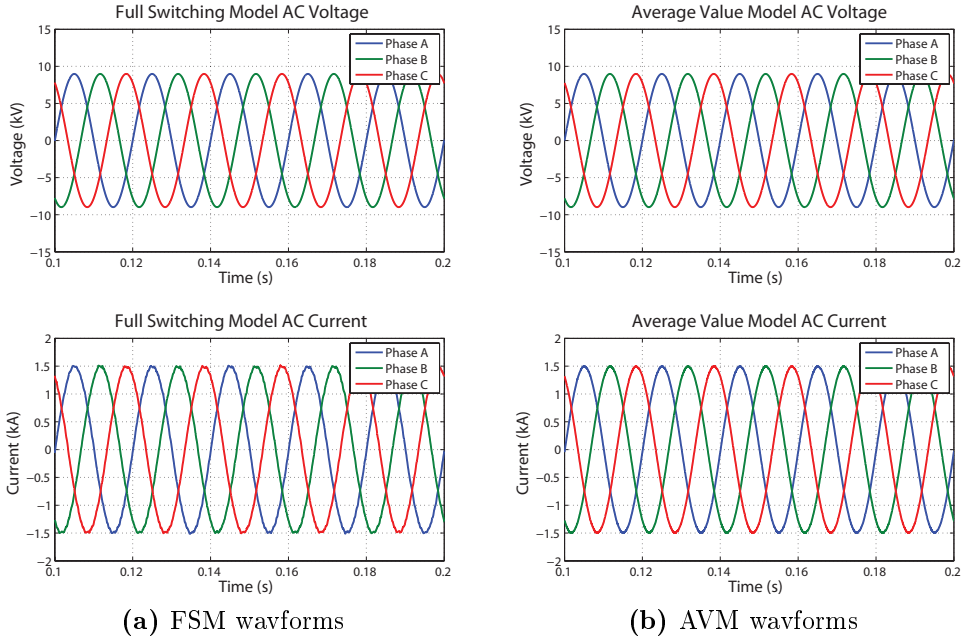 Full Switching Model AC Voltage
Voltage (kV)
15
10
5
0
−5
−10
−15
0.1 0.12 0.14 0.16 0.18 0.2
Time (s)
Phase A
Phase B
Phase C
Average Value Model AC Voltage
Voltage (kV)
15
10
5
0
−5
−10
−15
0.1 0.12 0.14 0.16 0.18 0.2
Time (s)
Phase A
Phase B
Phase C
Full Switching Model AC Current
Current (kA)
2
1.5
1
0.5
0
−0.5
−1
−1.5
−2
0.1 0.12 0.14 0.16 0.18 0.2
Time (s)
Phase A
Phase B
Phase C
Average Value Model AC Current
Current (kA)
2
1.5
1
0.5
0
−0.5
−1
−1.5
−2
0.1 0.12 0.14 0.16 0.18 0.2
Time (s)
Phase A
Phase B
Phase C
(a) FSM wavforms
(b) AVM wavforms